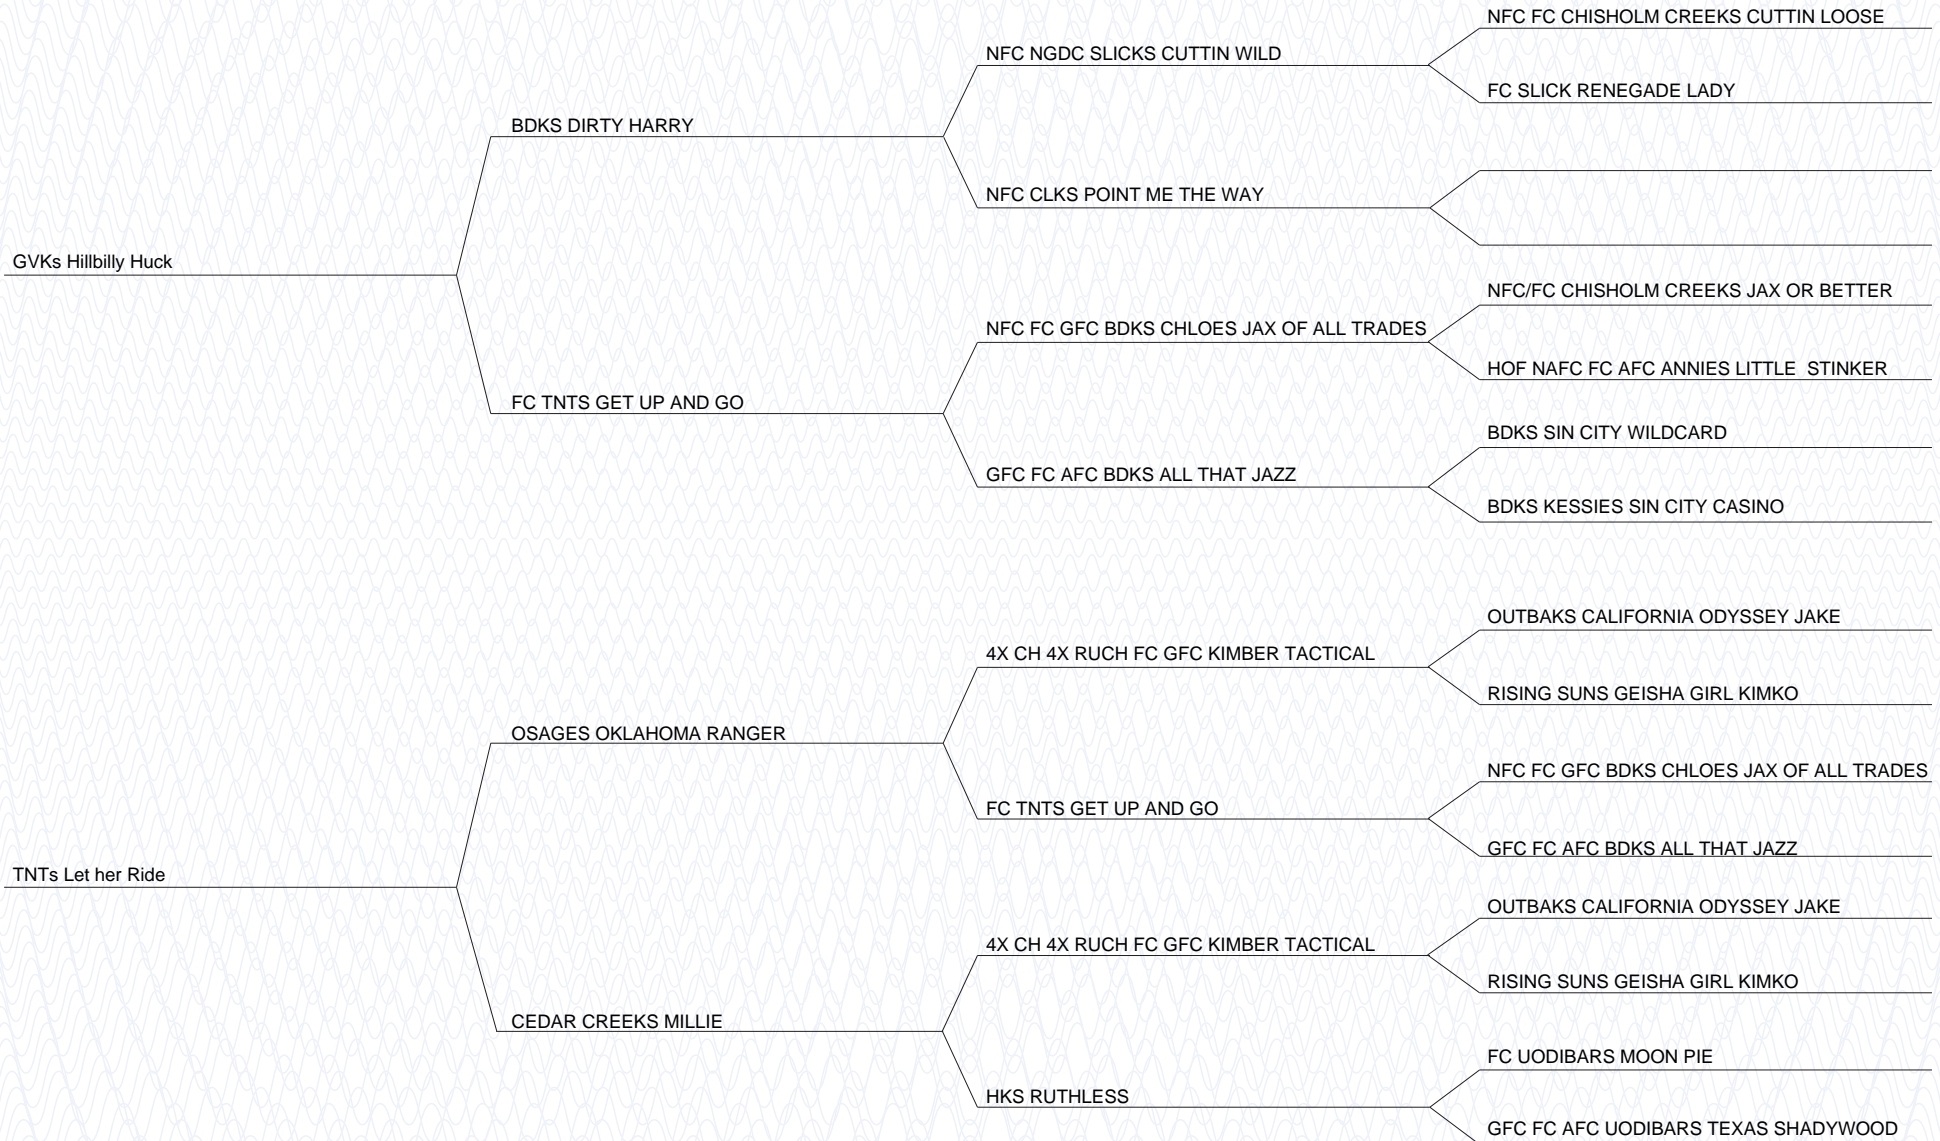 NFC FC CHISHOLM CREEKS CUTTIN LOOSE
NFC NGDC SLICKS CUTTIN WILD
FC SLICK RENEGADE LADY
BDKS DIRTY HARRY
NFC CLKS POINT ME THE WAY
GVKs Hillbilly Huck
NFC/FC CHISHOLM CREEKS JAX OR BETTER
NFC FC GFC BDKS CHLOES JAX OF ALL TRADES
HOF NAFC FC AFC ANNIES LITTLE  STINKER
FC TNTS GET UP AND GO
BDKS SIN CITY WILDCARD
GFC FC AFC BDKS ALL THAT JAZZ
BDKS KESSIES SIN CITY CASINO
OUTBAKS CALIFORNIA ODYSSEY JAKE
4X CH 4X RUCH FC GFC KIMBER TACTICAL
RISING SUNS GEISHA GIRL KIMKO
OSAGES OKLAHOMA RANGER
NFC FC GFC BDKS CHLOES JAX OF ALL TRADES
FC TNTS GET UP AND GO
GFC FC AFC BDKS ALL THAT JAZZ
TNTs Let her Ride
OUTBAKS CALIFORNIA ODYSSEY JAKE
4X CH 4X RUCH FC GFC KIMBER TACTICAL
RISING SUNS GEISHA GIRL KIMKO
CEDAR CREEKS MILLIE
FC UODIBARS MOON PIE
HKS RUTHLESS
GFC FC AFC UODIBARS TEXAS SHADYWOOD